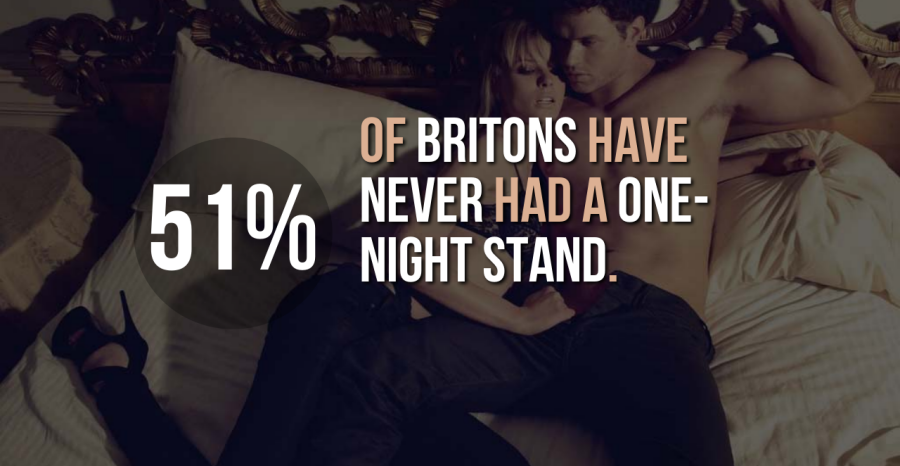 51%
OF BRITONS HAVE
NEVER HAD A ONE-
NIGHT STAND.